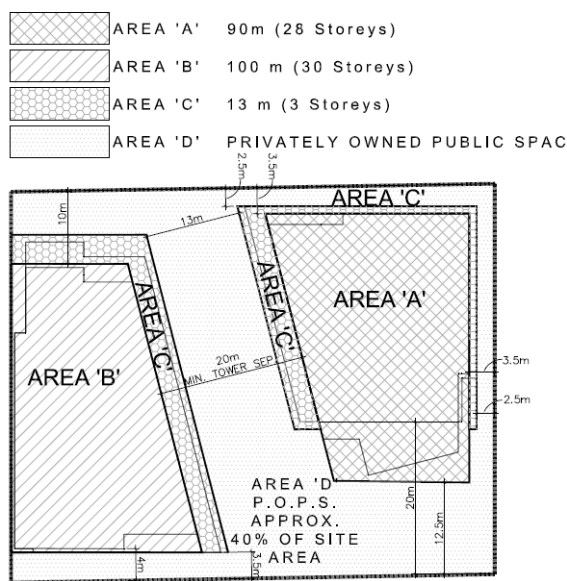 AREA 'A' 90m (28 Storeys)
AREA 'B' 100 m (30 Storeys)
AREA 'C' 13 m (3 Storeys)
AREA 'D' PRIVATELY OWNED PUBLIC SPAC
2.5m
3.5m
10m
13m
AREA 'C'
AREA 'C'
AREA 'C'
AREA 'A'
AREA 'B'
20m
MIN. TOWER SEP.
3.5m
2.5m
AREA 'D
P.O.P.S.
APPROX.
40% OF SITE
AREA
20m
12.5m
4m
3.5m